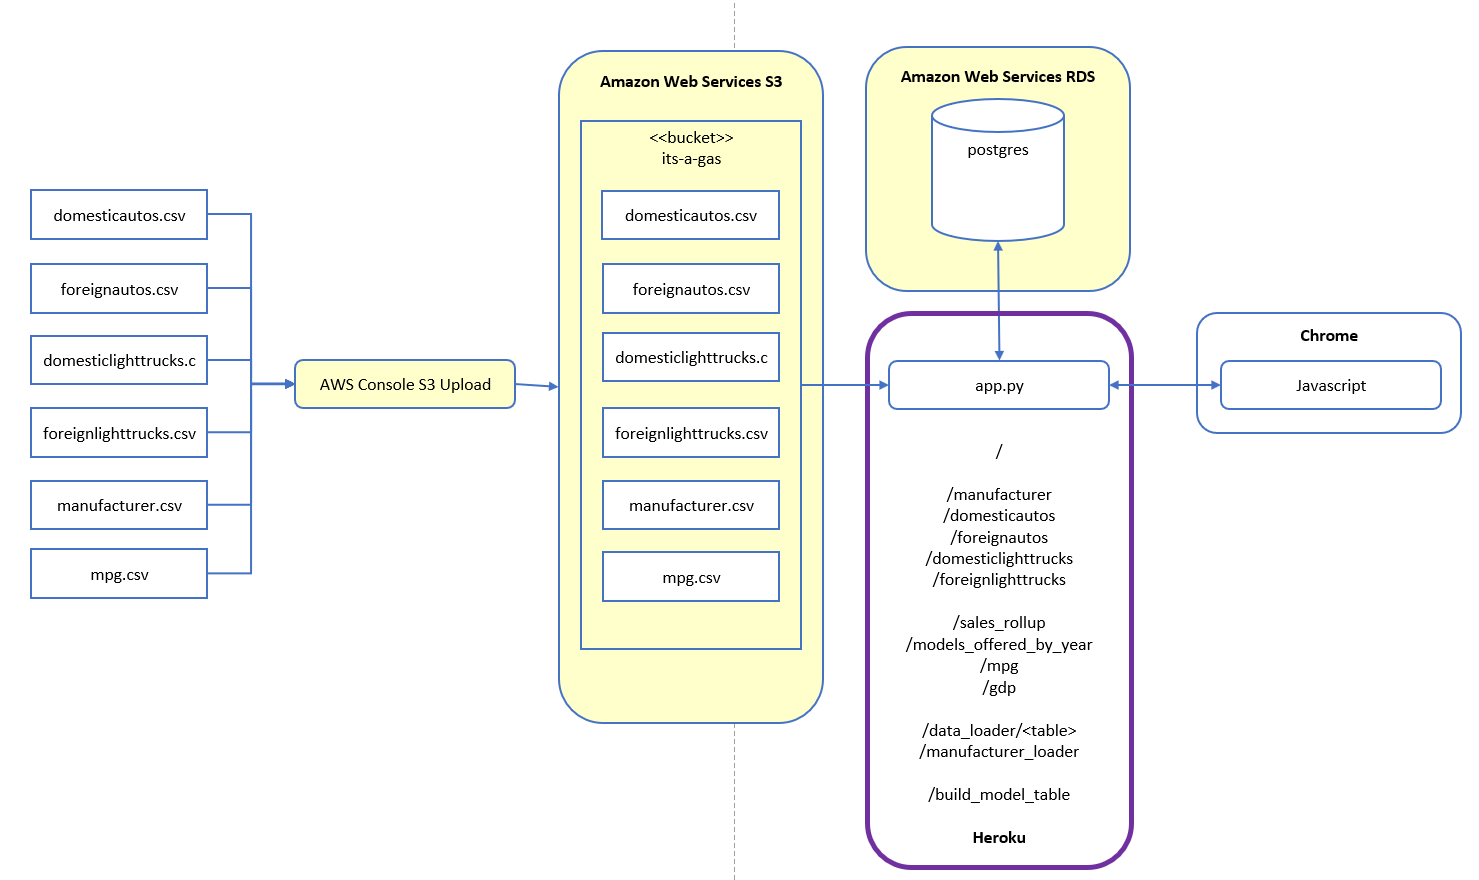 domesticautos.csv
foreignautos.csv
domesticlighttrucks.c
foreignlighttrucks.csv
manufacturer.csv
mpg.csv
AWS Console S3 Upload
Amazon Web Services S3
<<bucket>>
its-a-gas
domesticautos.csv
foreignautos.csv
domesticlighttrucks.c
foreignlighttrucks.csv
manufacturer.csv
mpg.csv
Amazon Web Services RDS
postgres
app.py
/
/manufacturer
/domesticautos
/foreignautos
/domesticlighttrucks
/foreignlighttrucks
/sales_rollup
/models_offered_by_year
/mpg
/gdp
/data_loader/<table>
/manufacturer_loader
/build_model_table
Heroku
Chrome
Javascript